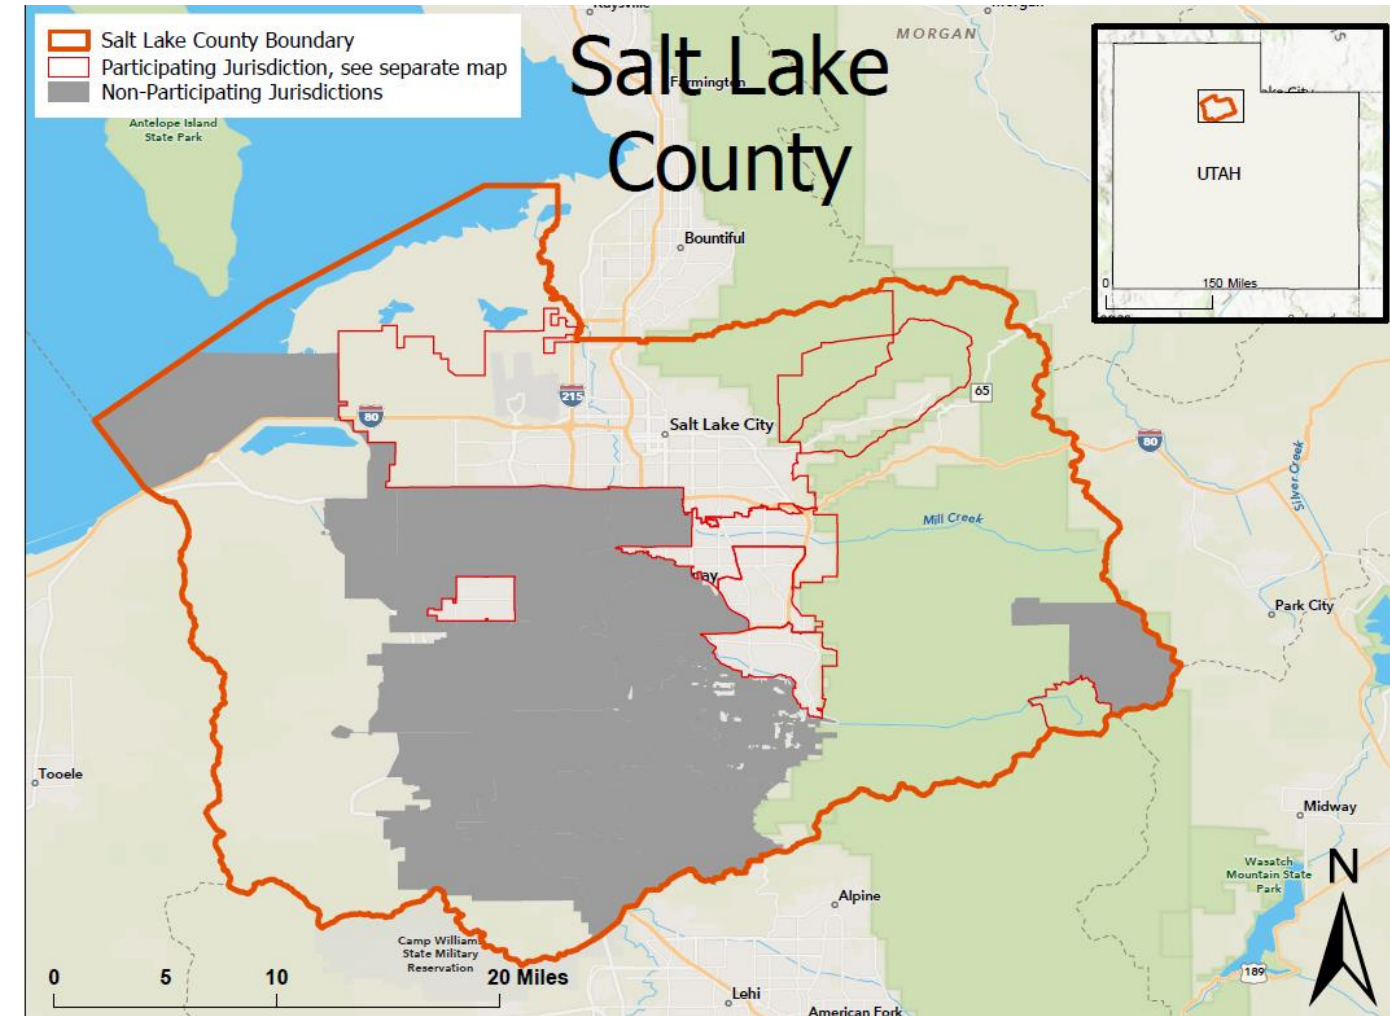 Salt Lake County Boundary
Participating Jurisdiction, see separate map
Non-Participating Jurisdictions
Salt Lake
County
MORGAN
Farmington
Antelope Island
State Park
UTAH
0
150 Miles
Bountiful
65
215
80
Salt Lake City
80
Silver Creek
Mill Creek
Park City
Tooele
Midway
Wasatch
Mountain State
Park
N
Alpine
Camp William
State Military
Reservation
189
0 5 10 20 Miles
Lehi
American Fork